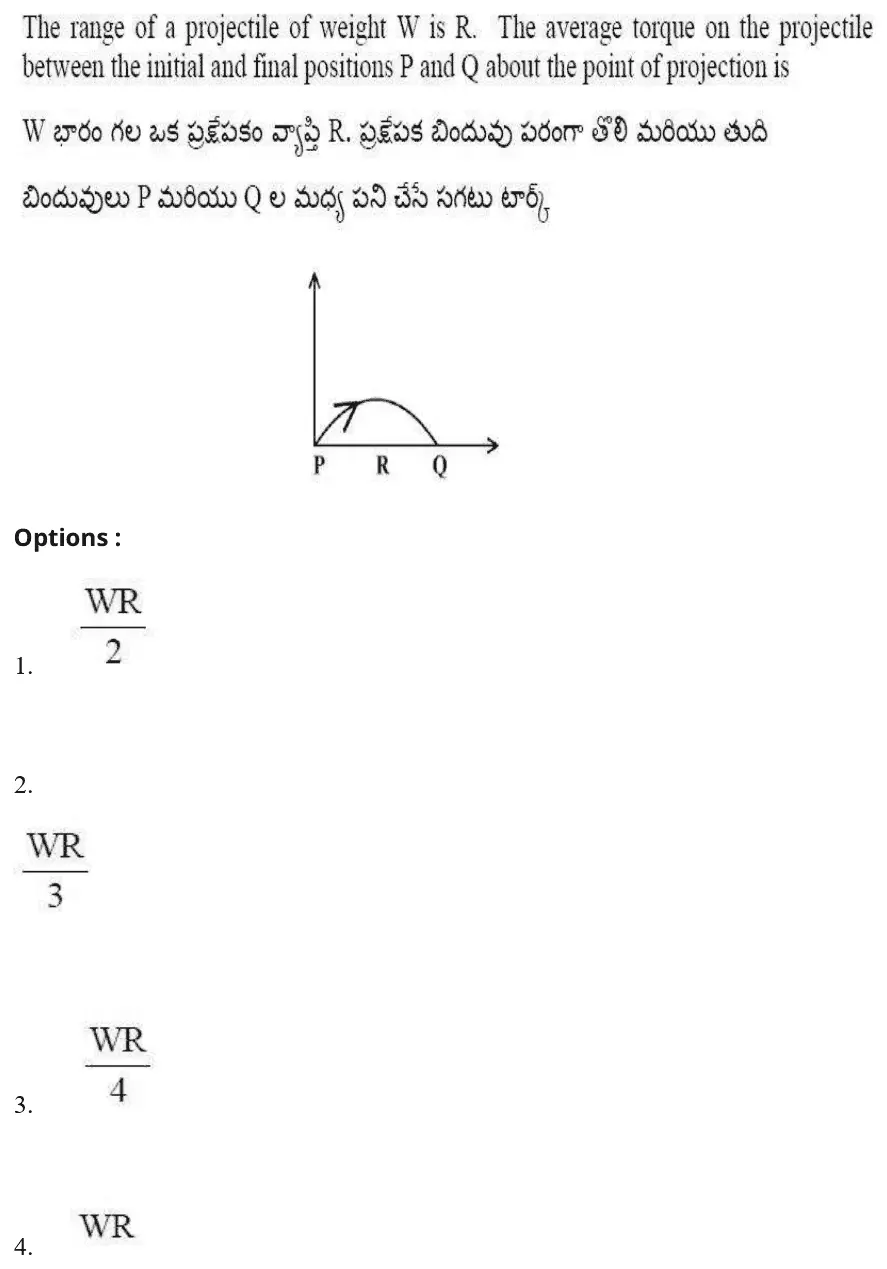 The range of a projectile of weight W is R. The average torque on the projectile
between the initial and final positions P and Q about the point of projection is
W భారం గల ఒక ప్రక్షేపకం వ్యాప్తి R. ప్రక్షేపక బిందువు పరంగా తొలి మరియు తుది
బిందువులు P మరియు Q ల మధ్య పని చేసే సగటు టార్క్
P R Q
Options :
WR
2
1.
2.
WR
3
WR
4
3.
WR
4.